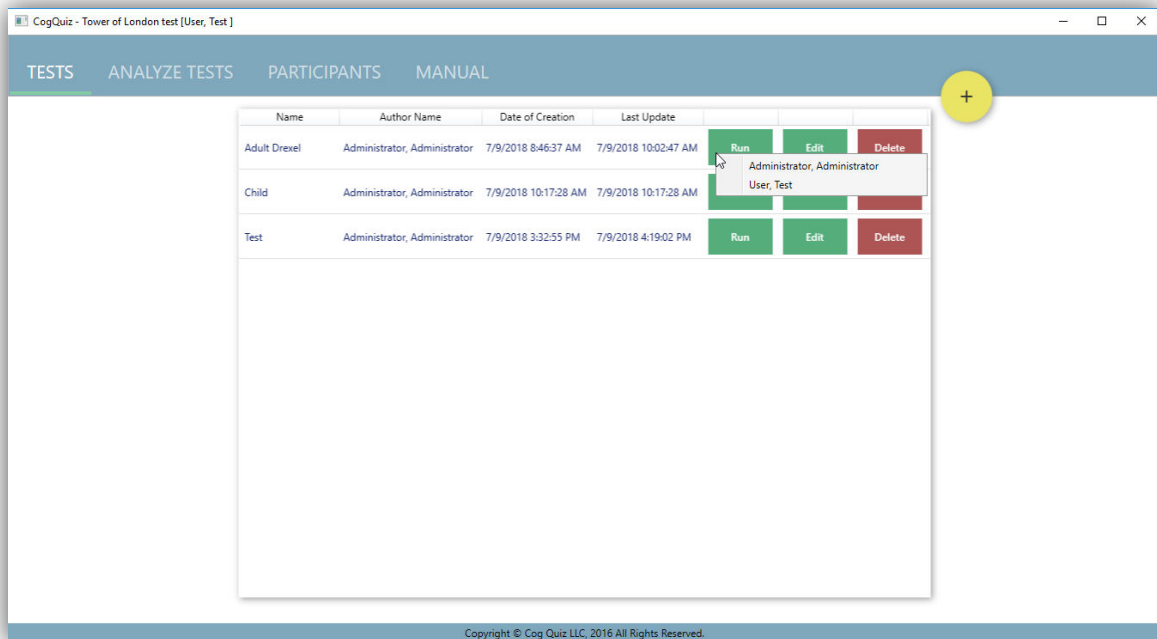 CogQuiz - Tower of London test [User, Test ]
TESTS ANALYZE TESTS PARTICIPANTS MANUAL
+
Name Author Name Date of Creation Last Update
Adult Drexel Administrator, Administrator 7/9/2018 8:46:37 AM 7/9/2018 10:02:47 AM Run Edit Delete
Administrator, Administrator
User, Test
Child Administrator, Administrator 7/9/2018 10:17:28 AM 7/9/2018 10:17:28 AM
Test Administrator, Administrator 7/9/2018 3:32:55 PM 7/9/2018 4:19:02 PM Run Edit Delete
Copyright © Cog Quiz LLC, 2016 All Rights Reserved.